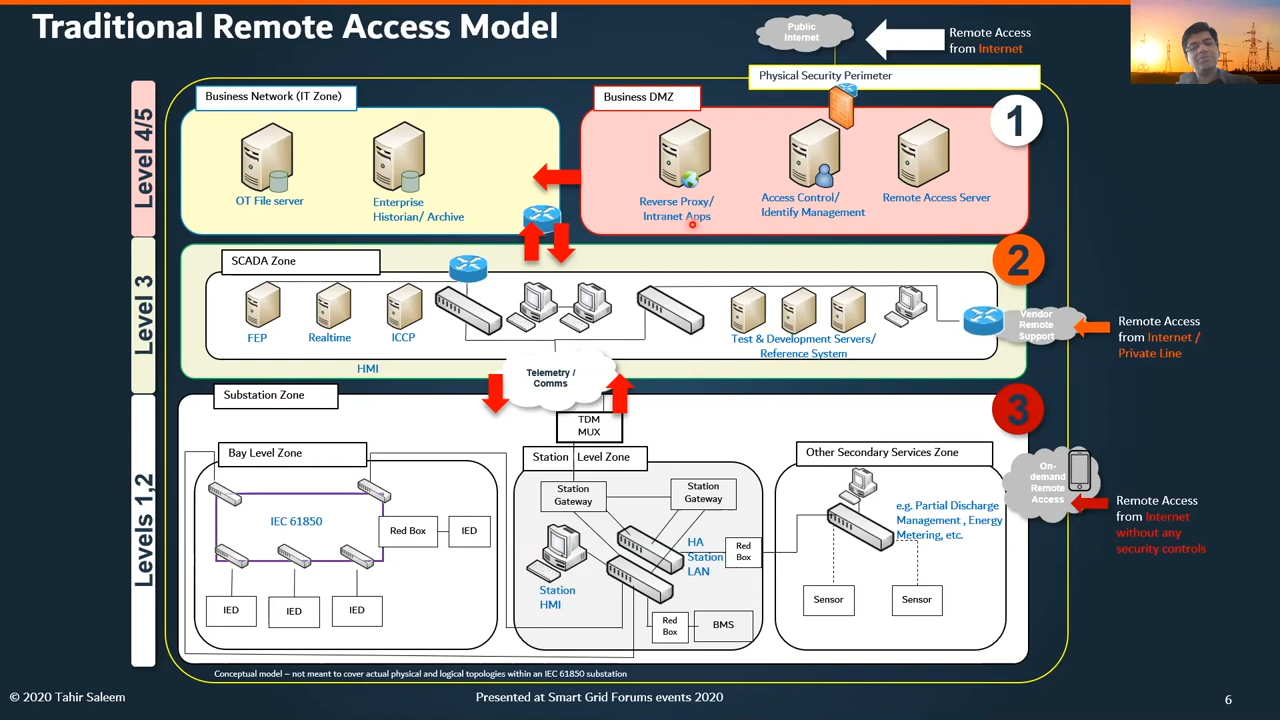 Traditional Remote Access Model
Public
Internet
Remote Access
from Internet
Physical Security Perimeter
Level 4/5
Business Network (IT Zone)
OT File server
Enterprise
Historian/ Archive
Business DMZ
1
Reverse Proxy/
Intranet Apps
Access Control/
Identify Management
Remote Access Server
Level 3
SCADA Zone
2
FEP
Realtime
ICCP
Test & Development Servers/
Reference System
Vendor
Remote
Support
Remote Access
from Internet /
Private Line
HMI
Telemetry /
Comms
Levels 1,2
Substation Zone
3
TDM
MUX
Bay Level Zone
IEC 61850
Red Box
IED
IED
IED
IED
Station Level Zone
Station
Gateway
Station
Gateway
HA
Station
LAN
Red
Box
Station
HMI
Red
Box
BMS
Other Secondary Services Zone
e.g. Partial Discharge
Management , Energy
Metering, etc.
Sensor
Sensor
On-
demand
Remote
Access
Remote Access
from Internet
without any
security controls
Conceptual model – not meant to cover actual physical and logical topologies within an IEC 61850 substation
© 2020 Tahir Saleem
Presented at Smart Grid Forums events 2020
6